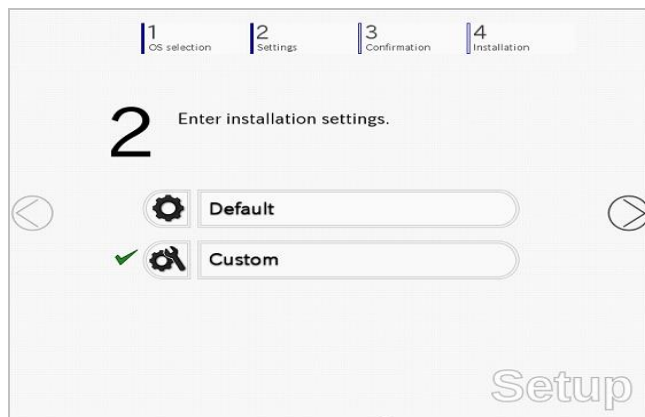 1
OS selection
2
Settings
3
Confirmation
4
Installation
2
Enter installation settings.
Default
Custom
Setup